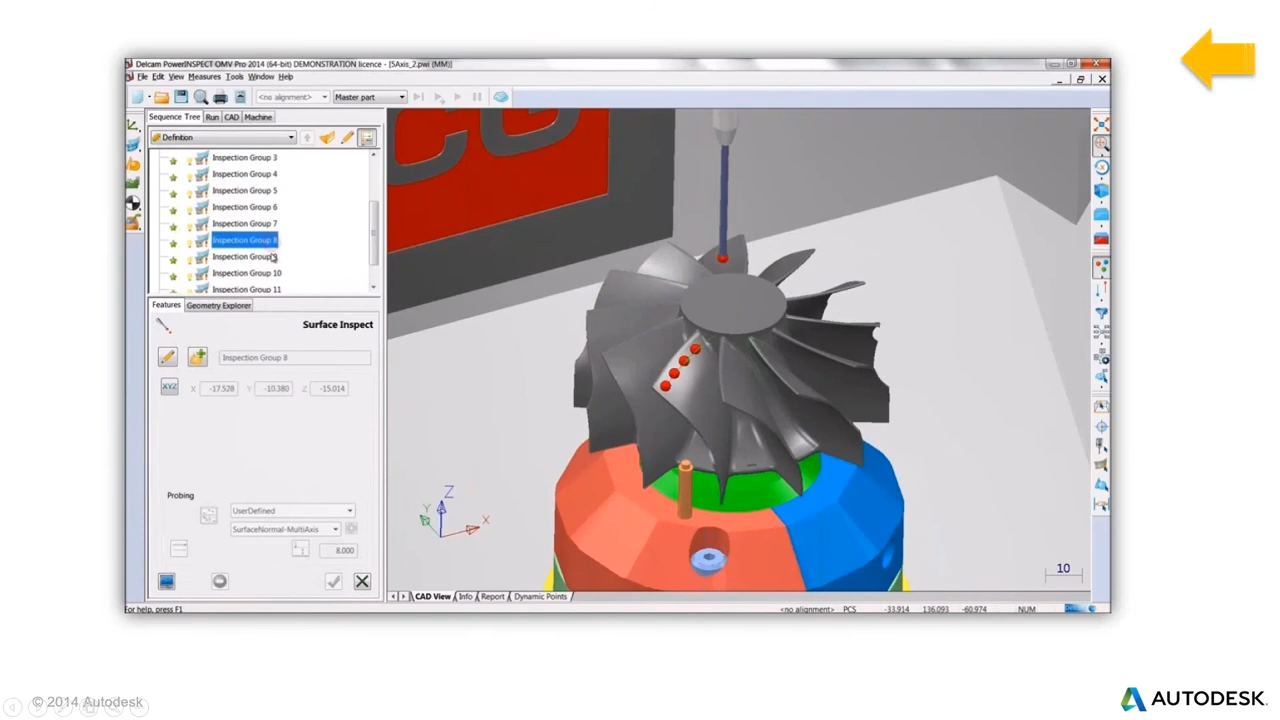 Delcam PowerINSPECT OMV Pro 2014 (64-bit) DEMONSTRATION licence - [5Axis_2.pwi (MM)]
File Edit View Measures Tools Window Help
<no alignment> Master part
Sequence Tree Run CAD Machine
Definition
Inspection Group 3
Inspection Group 4
Inspection Group 5
Inspection Group 6
Inspection Group 7
Inspection Group 8
Inspection Group 9
Inspection Group 10
Inspection Group 11
Features Geometry Explorer
Surface Inspect
Inspection Group 8
XYZ X -17.528 Y -10.380 Z -15.014
Probing
UserDefined
SurfaceNormal-MultiAxis
8.000
Z
Y
X
10
CAD View Info Report Dynamic Points
For help, press F1
<no alignment> PCS -33.914 136.093 -60.974 NUM
© 2014 Autodesk
AUTODESK.